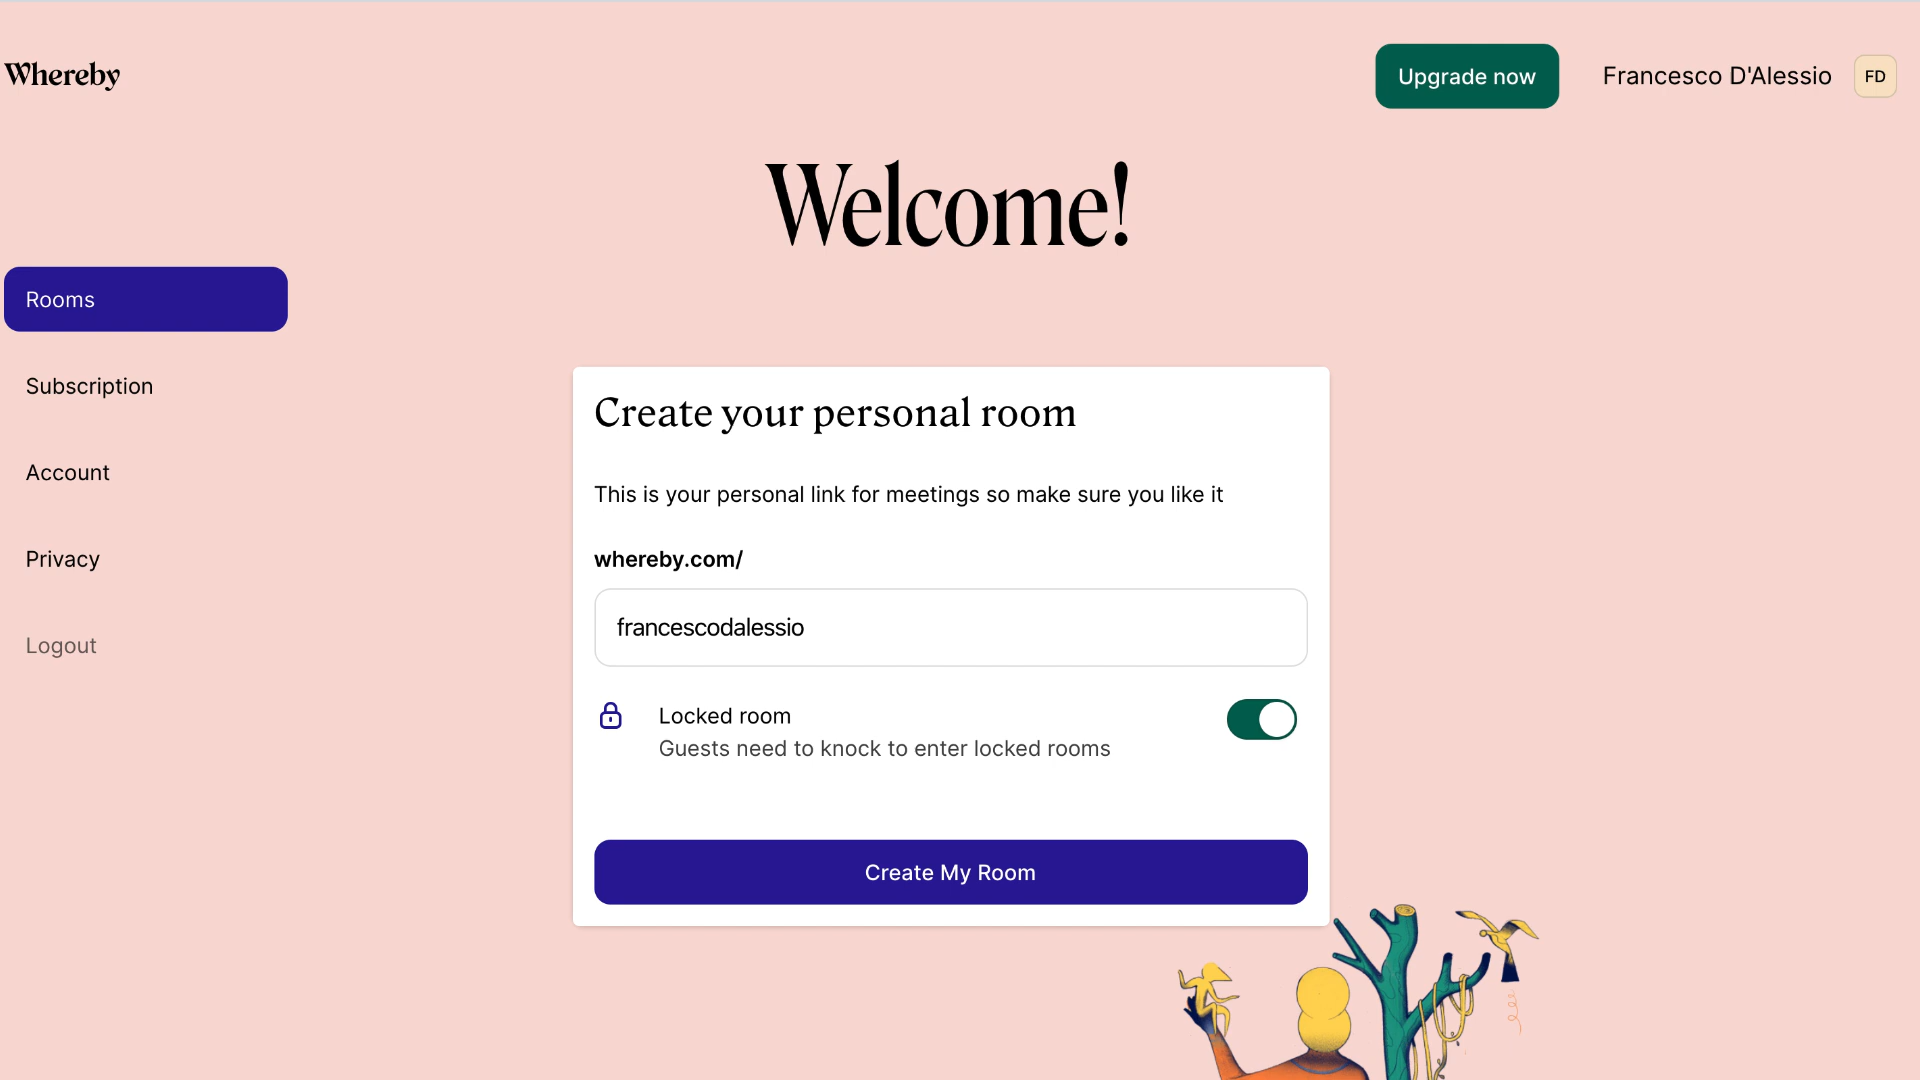 Whereby
Upgrade now
Francesco D'Alessio
FD
Welcome!
Rooms
Subscription
Account
Privacy
Logout
Create your personal room
This is your personal link for meetings so make sure you like it
whereby.com/
francescodalessio
Locked room
Guests need to knock to enter locked rooms
Create My Room